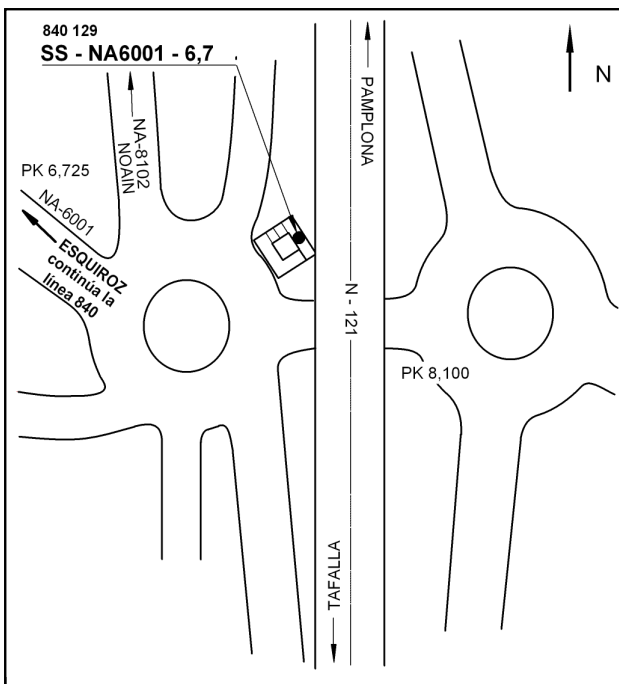 840 129
SS - NA6001 - 6,7
N
PAMPLONA
NA-8102
NOAIN
PK 6,725
NA-6001
ESQUIROZ
continúa la
línea 840
N - 121
PK 8,100
TAFALLA